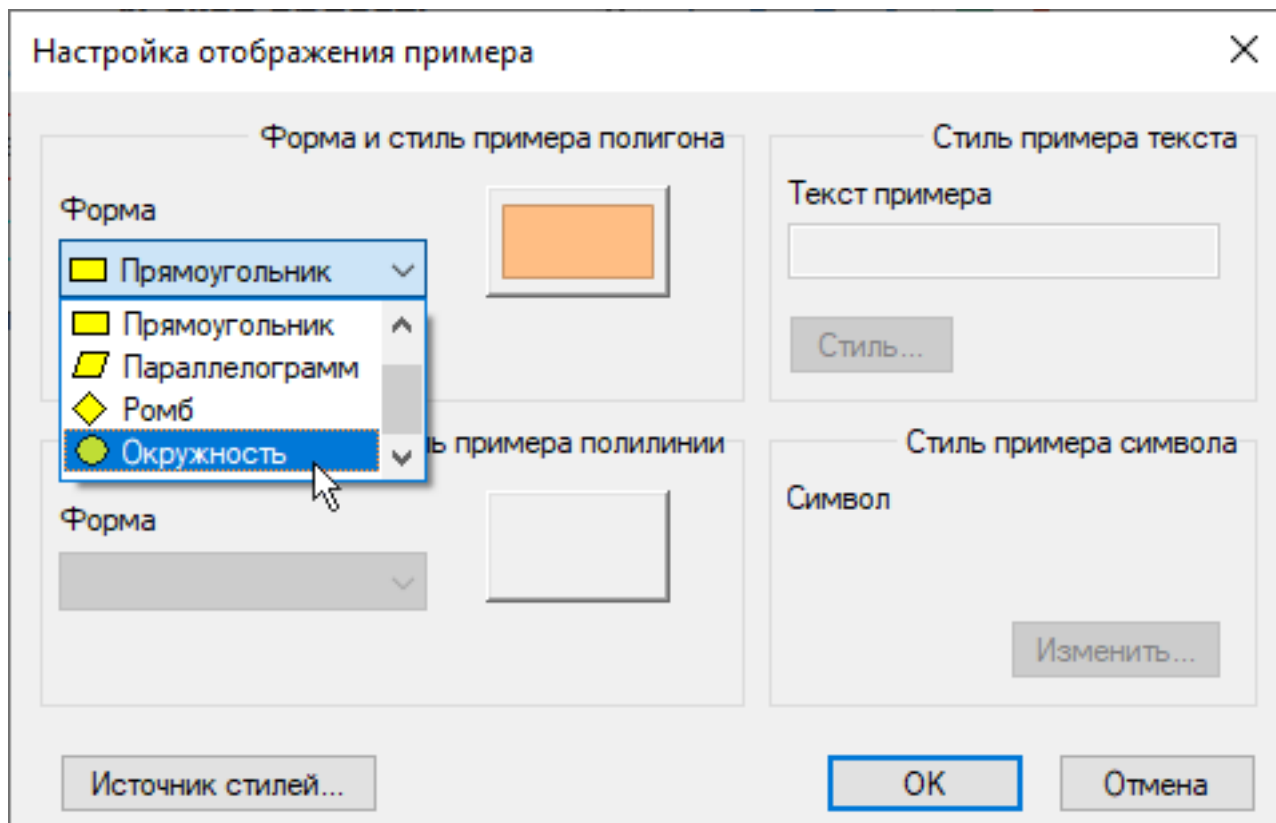 Настройка отображения примера
Форма и стиль примера полигона
Форма
Прямоугольник
Прямоугольник
Параллелограмм
Ромб
Окружность
Стиль примера текста
Текст примера
Стиль...
примера полилинии
Форма
Стиль примера символа
Символ
Изменить...
Источник стилей...
OK
Отмена